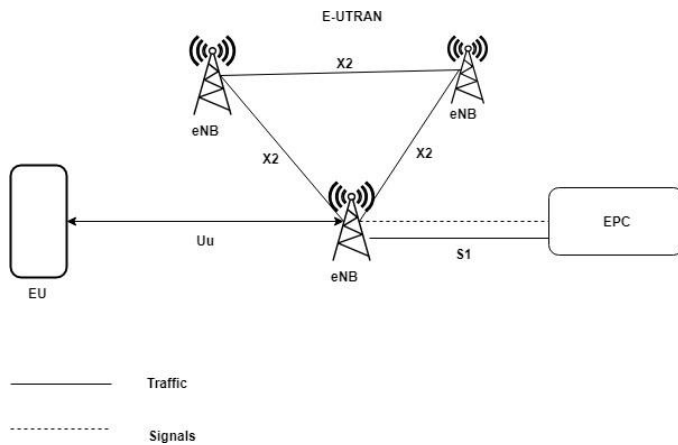 E-UTRAN
X2
eNB
eNB
X2
X2
Uu
EPC
S1
eNB
EU
Traffic
Signals